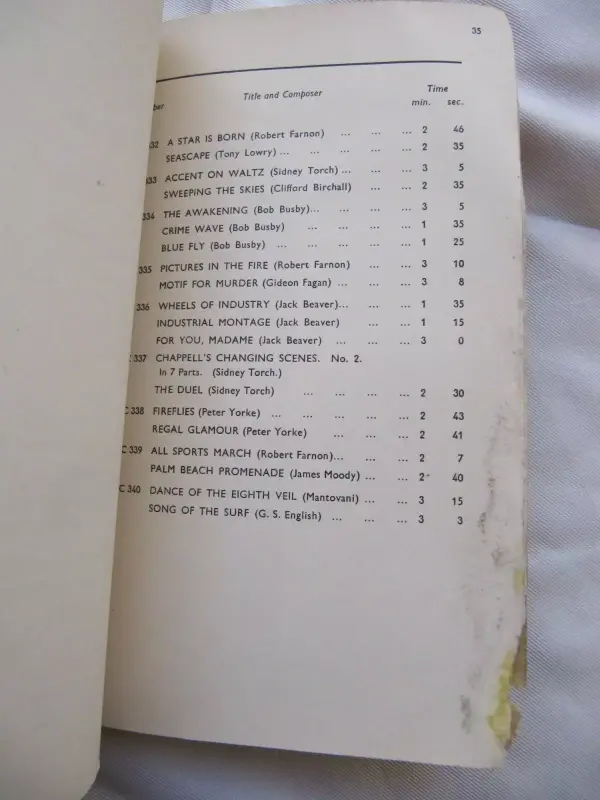 35
ber Title and Composer Time
min. sec.
332 A STAR IS BORN (Robert Farnon) ... ... ... 2 46
SEASCAPE (Tony Lowry) ... ... ... ... 2 35
333 ACCENT ON WALTZ (Sidney Torch) ... ... ... 3 5
SWEEPING THE SKIES (Clifford Birchall) ... ... 2 35
334 THE AWAKENING (Bob Busby)... ... ... ... 3 5
CRIME WAVE (Bob Busby) ... ... ... ... 1 35
BLUE FLY (Bob Busby) ... ... ... ... 1 25
335 PICTURES IN THE FIRE (Robert Farnon) ... ... 3 10
MOTIF FOR MURDER (Gideon Fagan) ... ... ... 3 8
336 WHEELS OF INDUSTRY (Jack Beaver)... ... ... 1 35
INDUSTRIAL MONTAGE (Jack Beaver) ... ... 1 15
FOR YOU, MADAME (Jack Beaver) ... ... ... 3 0
C 337 CHAPPELL'S CHANGING SCENES. No. 2.
In 7 Parts. (Sidney Torch.)
THE DUEL (Sidney Torch) ... ... ... ... 2 30
C 338 FIREFLIES (Peter Yorke) ... ... ... ... ... 2 43
REGAL GLAMOUR (Peter Yorke) ... ... ... 2 41
C 339 ALL SPORTS MARCH (Robert Farnon)... ... ... 2 7
PALM BEACH PROMENADE (James Moody) ... ... 2 40
C 340 DANCE OF THE EIGHTH VEIL (Mantovani) ... ... 3 15
SONG OF THE SURF (G. S. English) ... ... ... 3 3